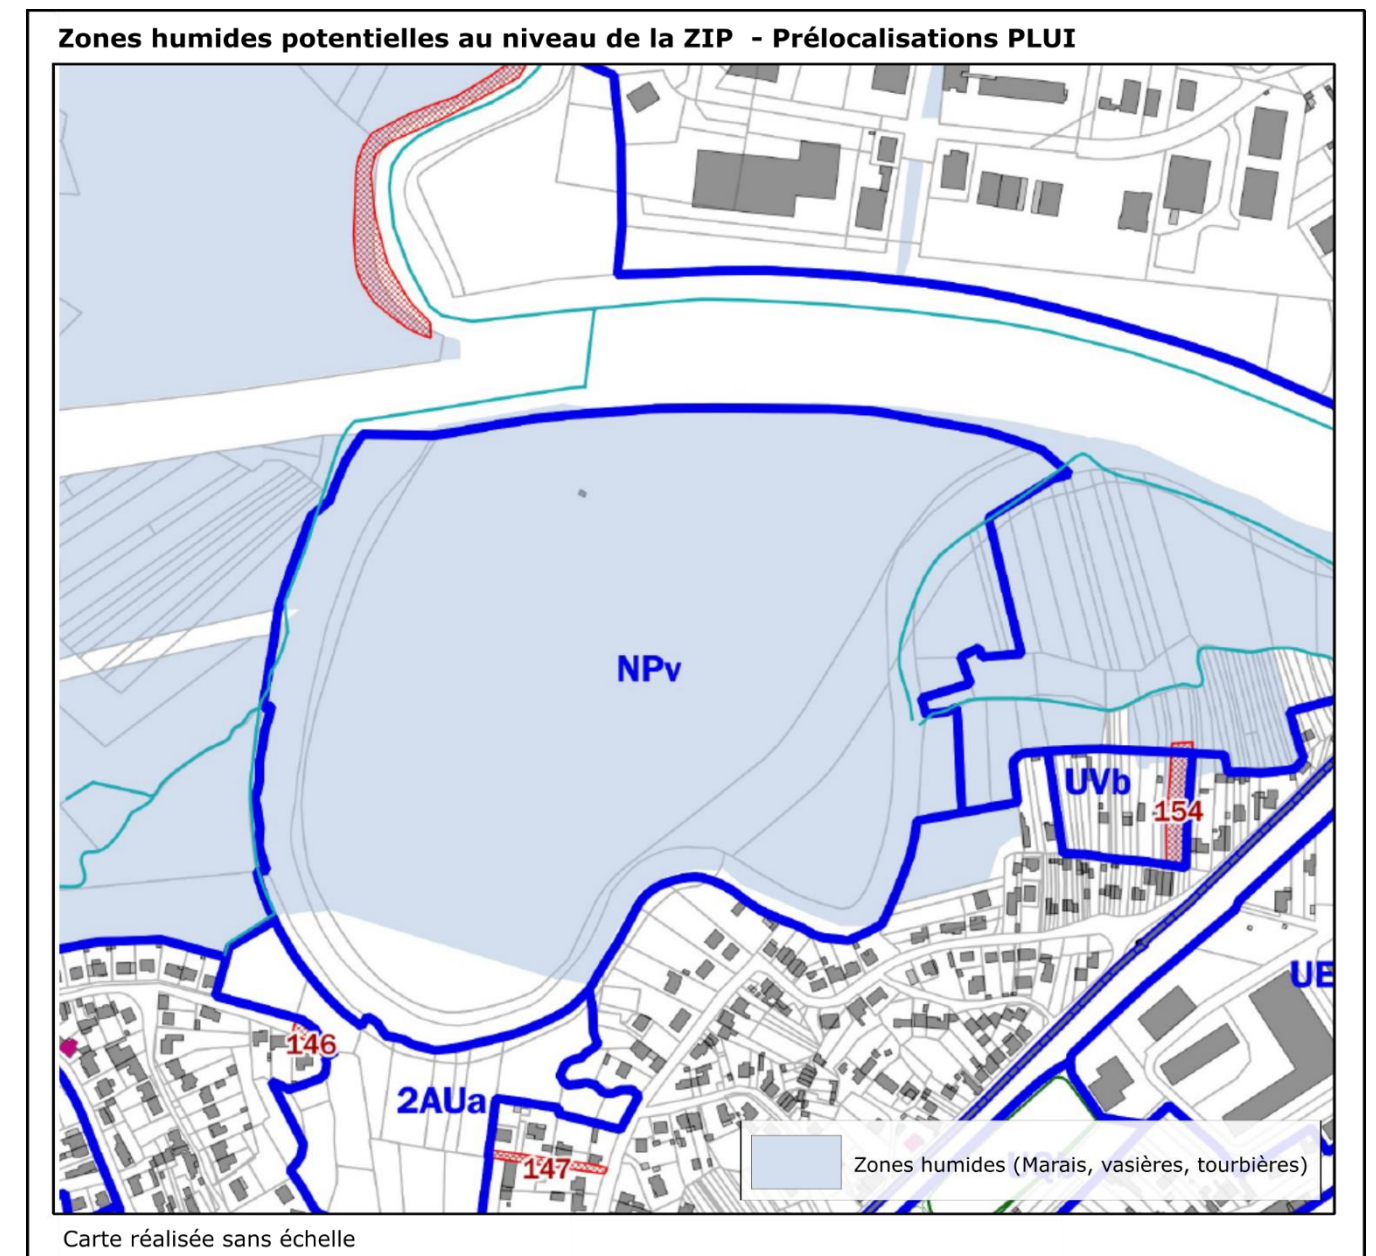 Zones humides potentielles au niveau de la ZIP - Prélocalisations PLUI
NPv
UVb
154
UE
146
2AUa
147
Zones humides (Marais, vasières, tourbières)
Carte réalisée sans échelle